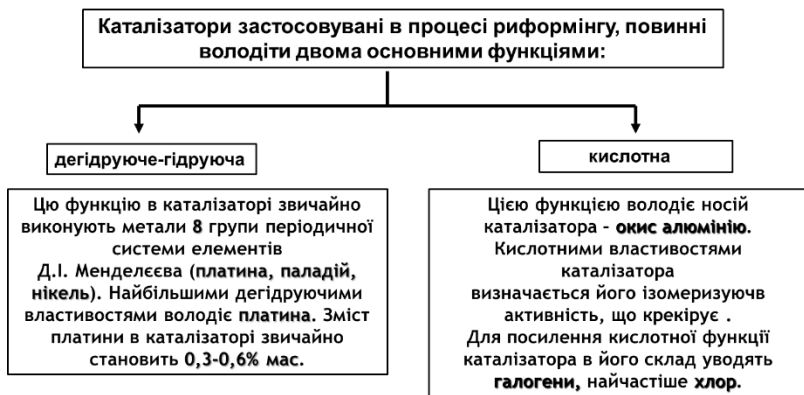 Каталізатори застосовувані в процесі риформінгу, повинні
володіти двома основними функціями:
дегідруюче-гідруюча
кислотна
Цю функцію в каталізаторі звичайно
виконують метали 8 групи періодичної
системи елементів
Д.І. Менделєєва (платина, паладій,
нікель). Найбільшими дегідруючими
властивостями володіє платина. Зміст
платини в каталізаторі звичайно
становить 0,3-0,6% мас.
Цією функцією володіє носій
каталізатора - окис алюмінію.
Кислотними властивостями
каталізатора
визначається його ізомеризуючв
активність, що крекірує .
Для посилення кислотної функції
каталізатора в його склад уводять
галогени, найчастіше хлор.